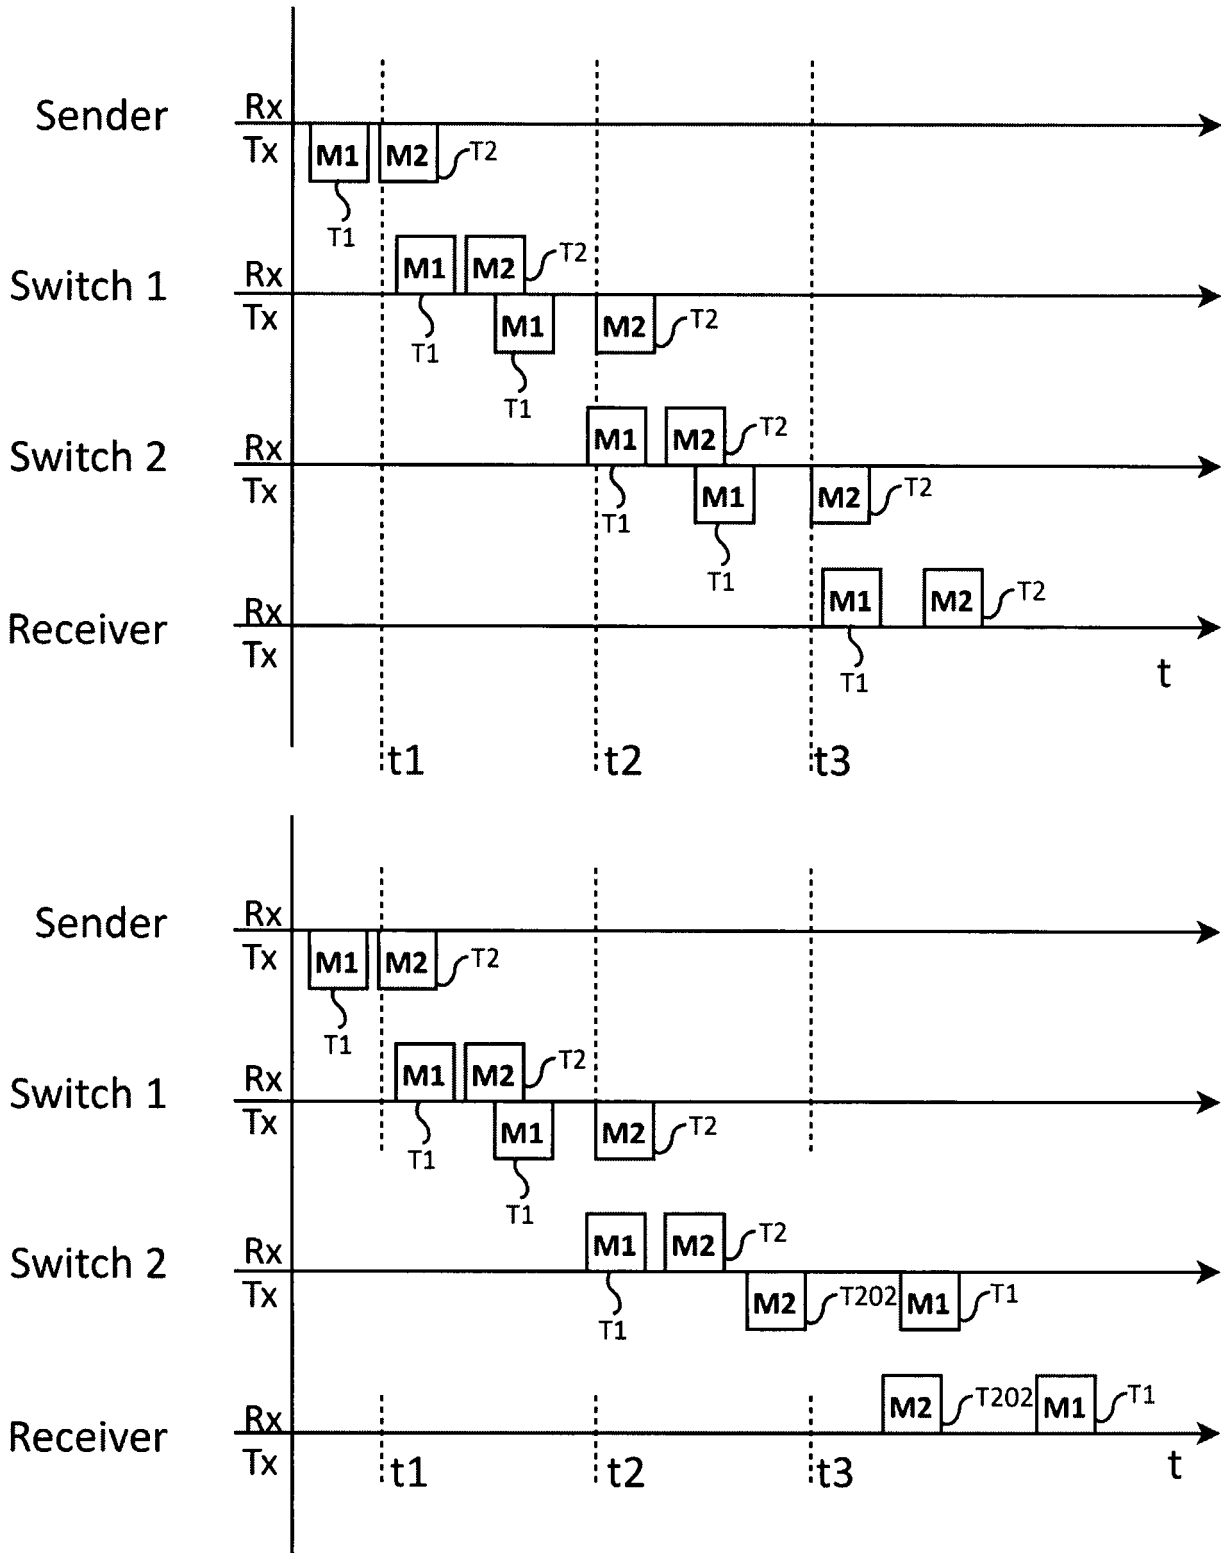 Sender Rx
Tx M1 M2 T2
T1
Switch 1 Rx M1 M2 T2
Tx M1 M2 T2
T1
T1
Switch 2 Rx M1 M2 T2
Tx M1 M2 T2
T1
T1
Receiver Rx M1 M2 T2
Tx
T1
t
t1 t2 t3
Sender Rx
Tx M1 M2 T2
T1
Switch 1 Rx M1 M2 T2
Tx M1 M2 T2
T1
T1
Switch 2 Rx M1 M2 T2
Tx M2 T202 M1 T1
T1
Receiver Rx M2 T202 M1 T1
Tx
t1 t2 t3 t